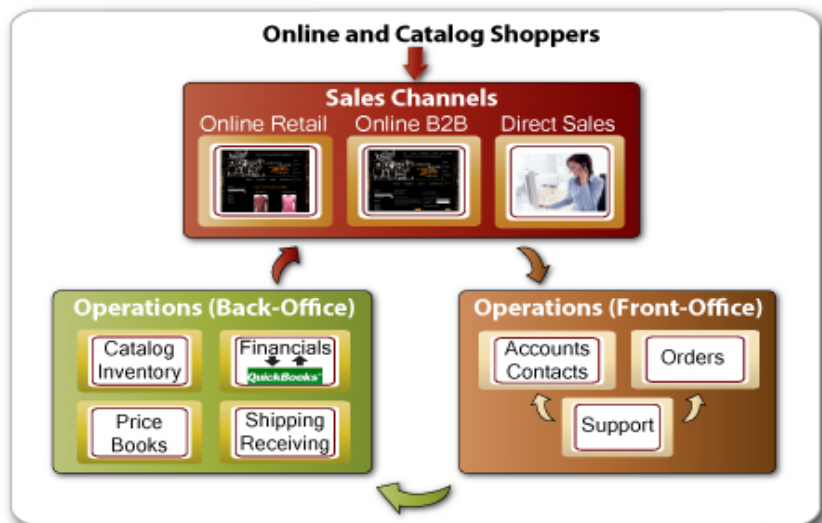 Online and Catalog Shoppers
Sales Channels
Online Retail
Online B2B
Direct Sales
Operations (Back-Office)
Catalog
Inventory
Financials
QuickBooks
Price
Books
Shipping
Receiving
Operations (Front-Office)
Accounts
Contacts
Orders
Support